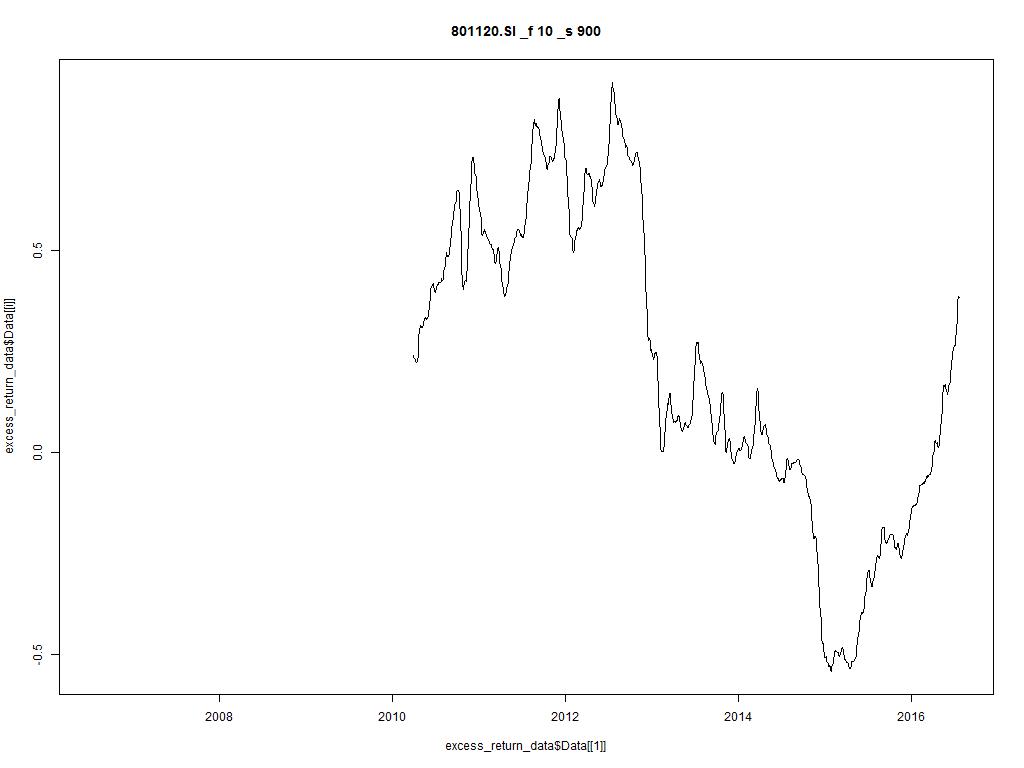 801120.SI _f 10 _s 900
excess_return_data$Data[[i]]
0.5
0.0
-0.5
2008 2010 2012 2014 2016
excess_return_data$Data[[1]]